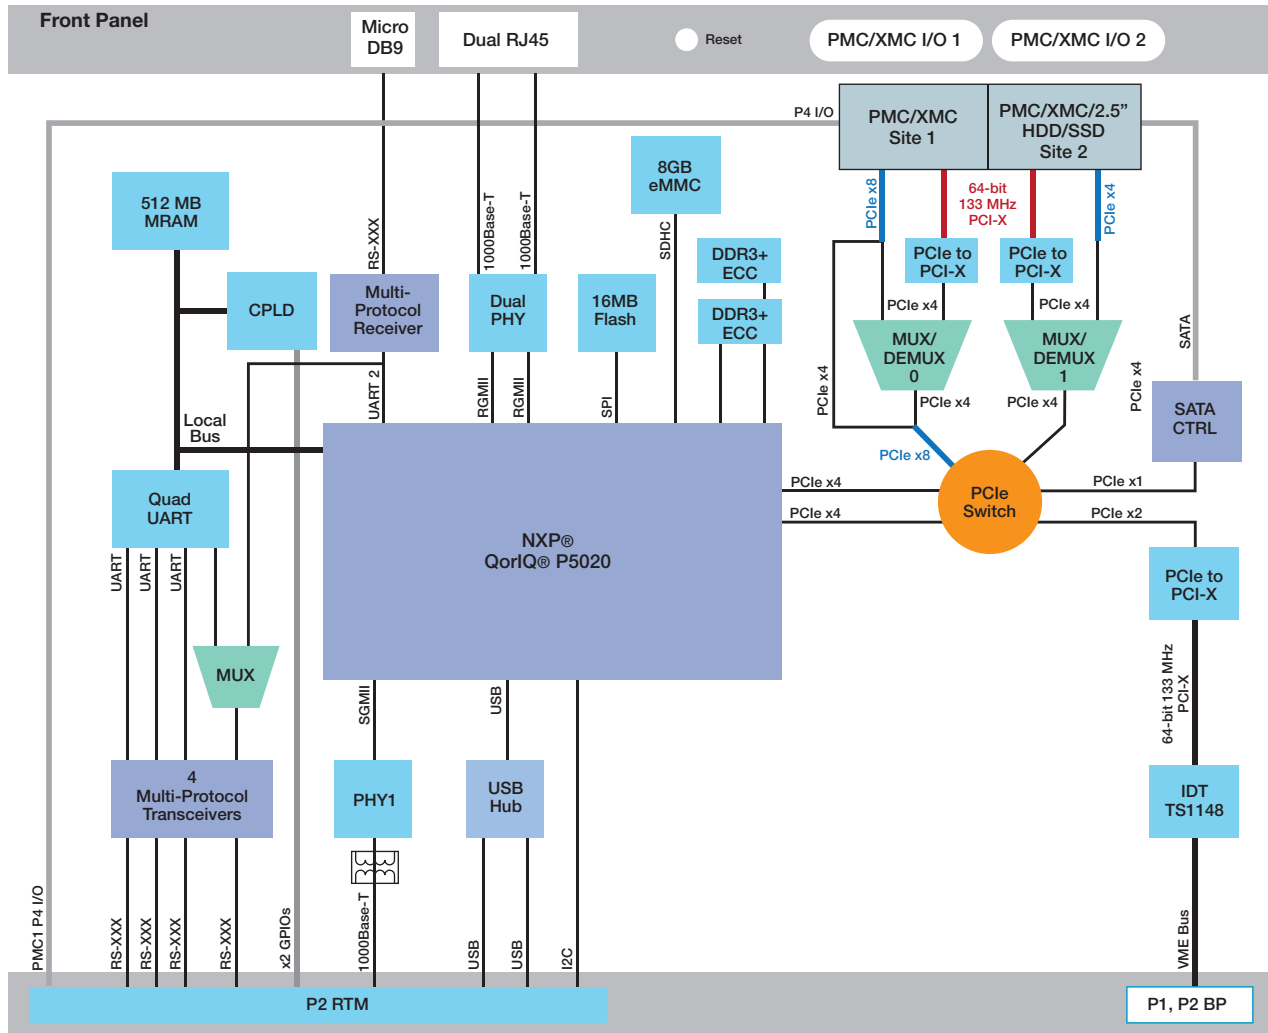 Front Panel
Micro
DB9
Dual RJ45
Reset
PMC/XMC I/O 1
PMC/XMC I/O 2
P4 I/O
PMC/XMC
Site 1
PMC/XMC/2.5”
HDD/SSD
Site 2
512 MB
MRAM
CPLD
RS-XXX
Multi-
Protocol
Receiver
1000Base-T
1000Base-T
Dual
PHY
16MB
Flash
8GB
eMMC
SDHC
DDR3+
ECC
DDR3+
ECC
PCIe x8
64-bit
133 MHz
PCI-X
PCIe x4
PCIe to
PCI-X
PCIe to
PCI-X
PCIe x4
PCIe x4
MUX/
DEMUX
0
MUX/
DEMUX
1
PCIe x4
PCIe x4
PCIe x4
PCIe x4
SATA
SATA
CTRL
UART 2
RGMII
RGMII
SPI
Local
Bus
PCIe x8
PCIe x4
PCIe x4
PCIe
Switch
PCIe x1
PCIe x2
Quad
UART
NXP®
QorIQ® P5020
UART
UART
UART
MUX
PCIe to
PCI-X
64-bit 133 MHz
PCI-X
SGMII
USB
4
Multi-Protocol
Transceivers
PHY1
USB
Hub
IDT
TS1148
PMC1 P4 I/O
RS-XXX
RS-XXX
RS-XXX
RS-XXX
x2 GPIOs
1000Base-T
USB
USB
I2C
VME Bus
P2 RTM
P1, P2 BP